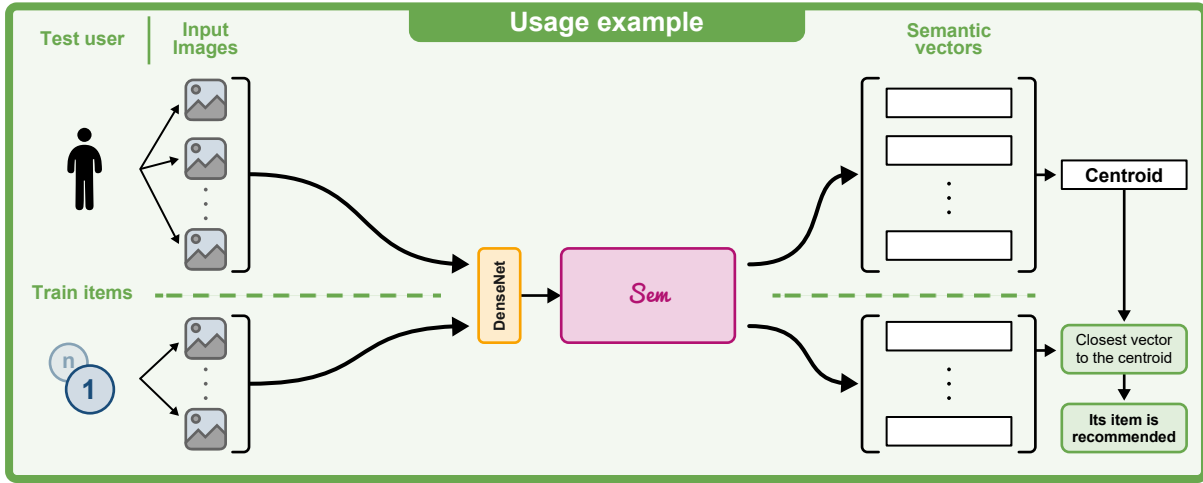 Usage example
Test user
Input
Images
Semantic
vectors
Centroid
Train items
DenseNet
Sem
n
1
Closest vector
to the centroid
Its item is
recommended